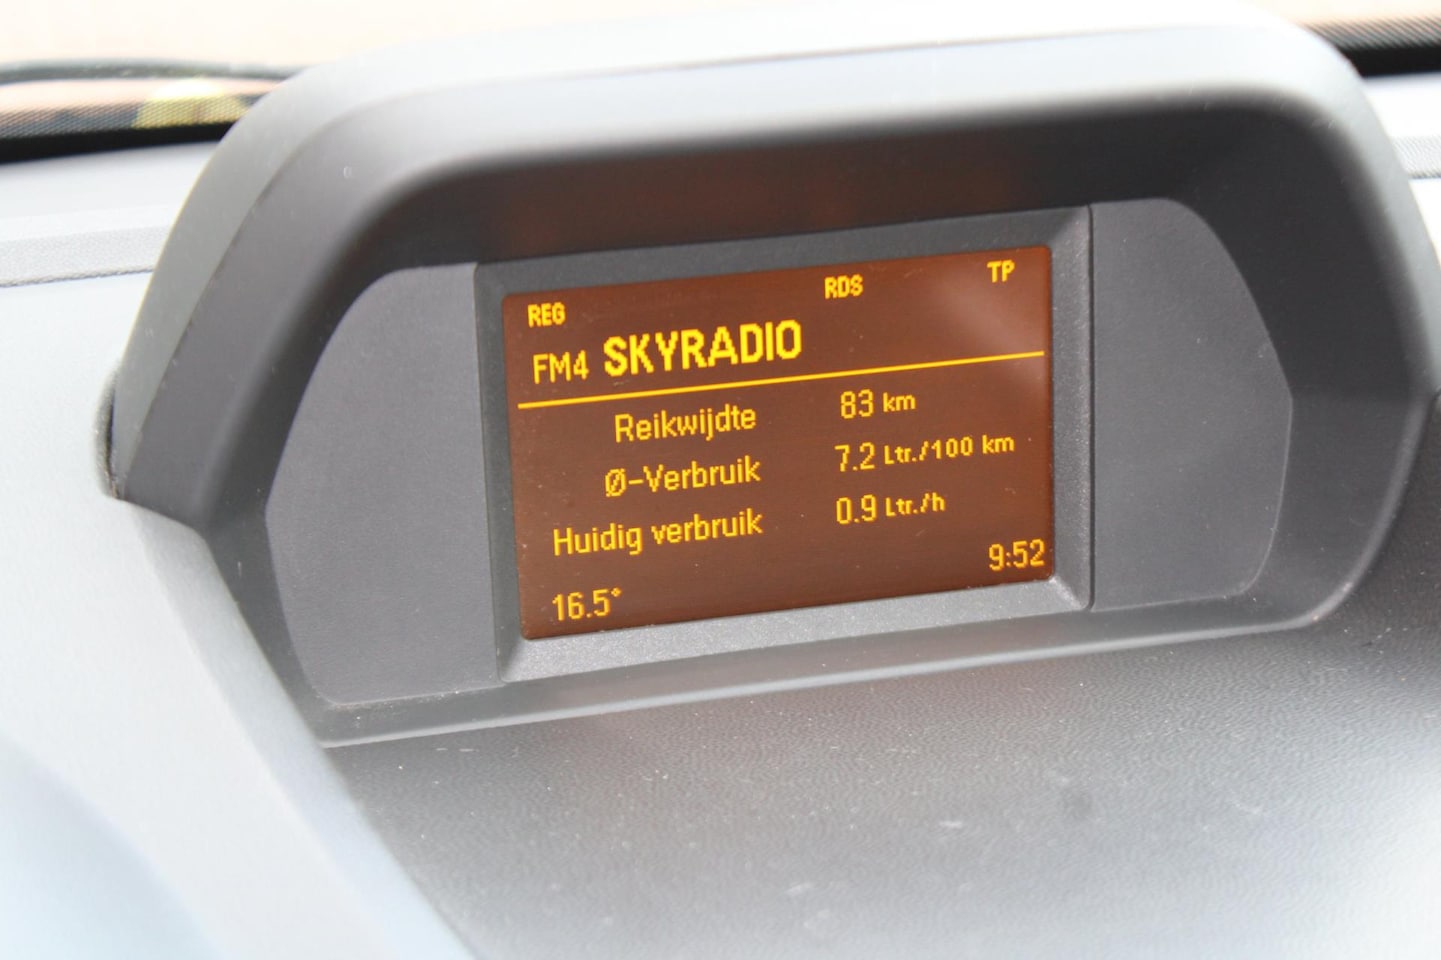 REG RDS TP
FM4 SKYRADIO
Reikwijdte 83 km
Ø-Verbruik 7.2 Ltr./100 km
Huidig verbruik 0.9 Ltr./h
16.5° 9:52